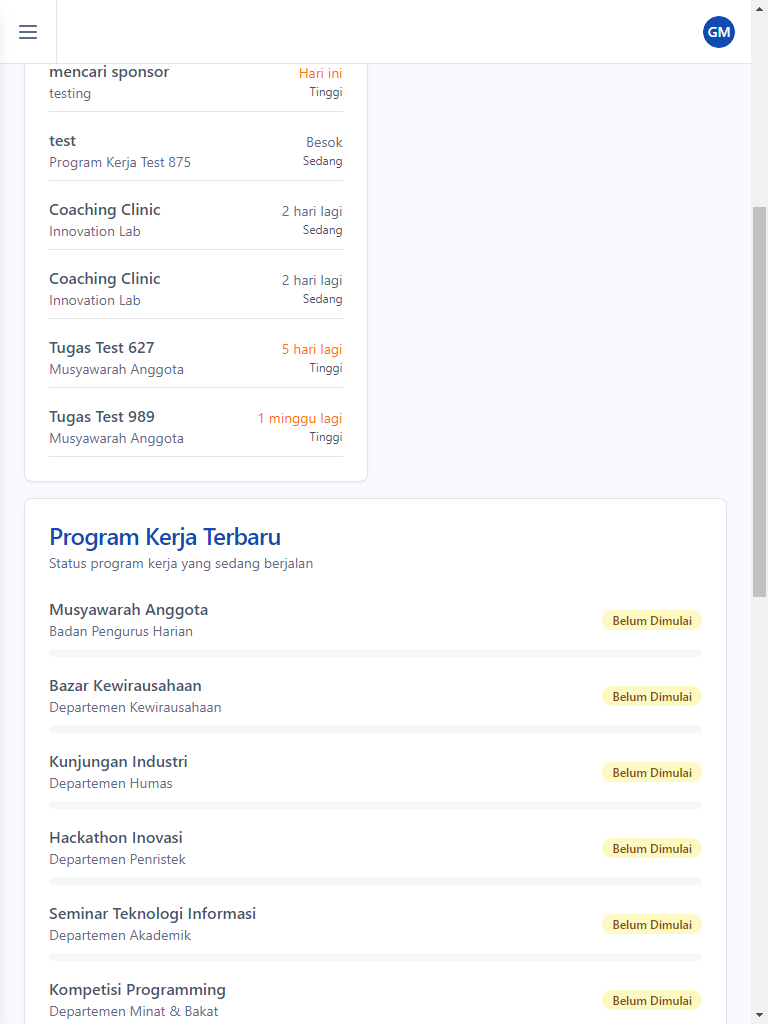 GM
mencari sponsor
Hari ini
testing
Tinggi
test
Besok
Program Kerja Test 875
Sedang
Coaching Clinic
2 hari lagi
Innovation Lab
Sedang
Coaching Clinic
2 hari lagi
Innovation Lab
Sedang
Tugas Test 627
5 hari lagi
Musyawarah Anggota
Tinggi
Tugas Test 989
1 minggu lagi
Musyawarah Anggota
Tinggi
Program Kerja Terbaru
Status program kerja yang sedang berjalan
Musyawarah Anggota
Badan Pengurus Harian
Belum Dimulai
Bazar Kewirausahaan
Departemen Kewirausahaan
Belum Dimulai
Kunjungan Industri
Departemen Humas
Belum Dimulai
Hackathon Inovasi
Departemen Penristek
Belum Dimulai
Seminar Teknologi Informasi
Departemen Akademik
Belum Dimulai
Kompetisi Programming
Departemen Minat & Bakat
Belum Dimulai